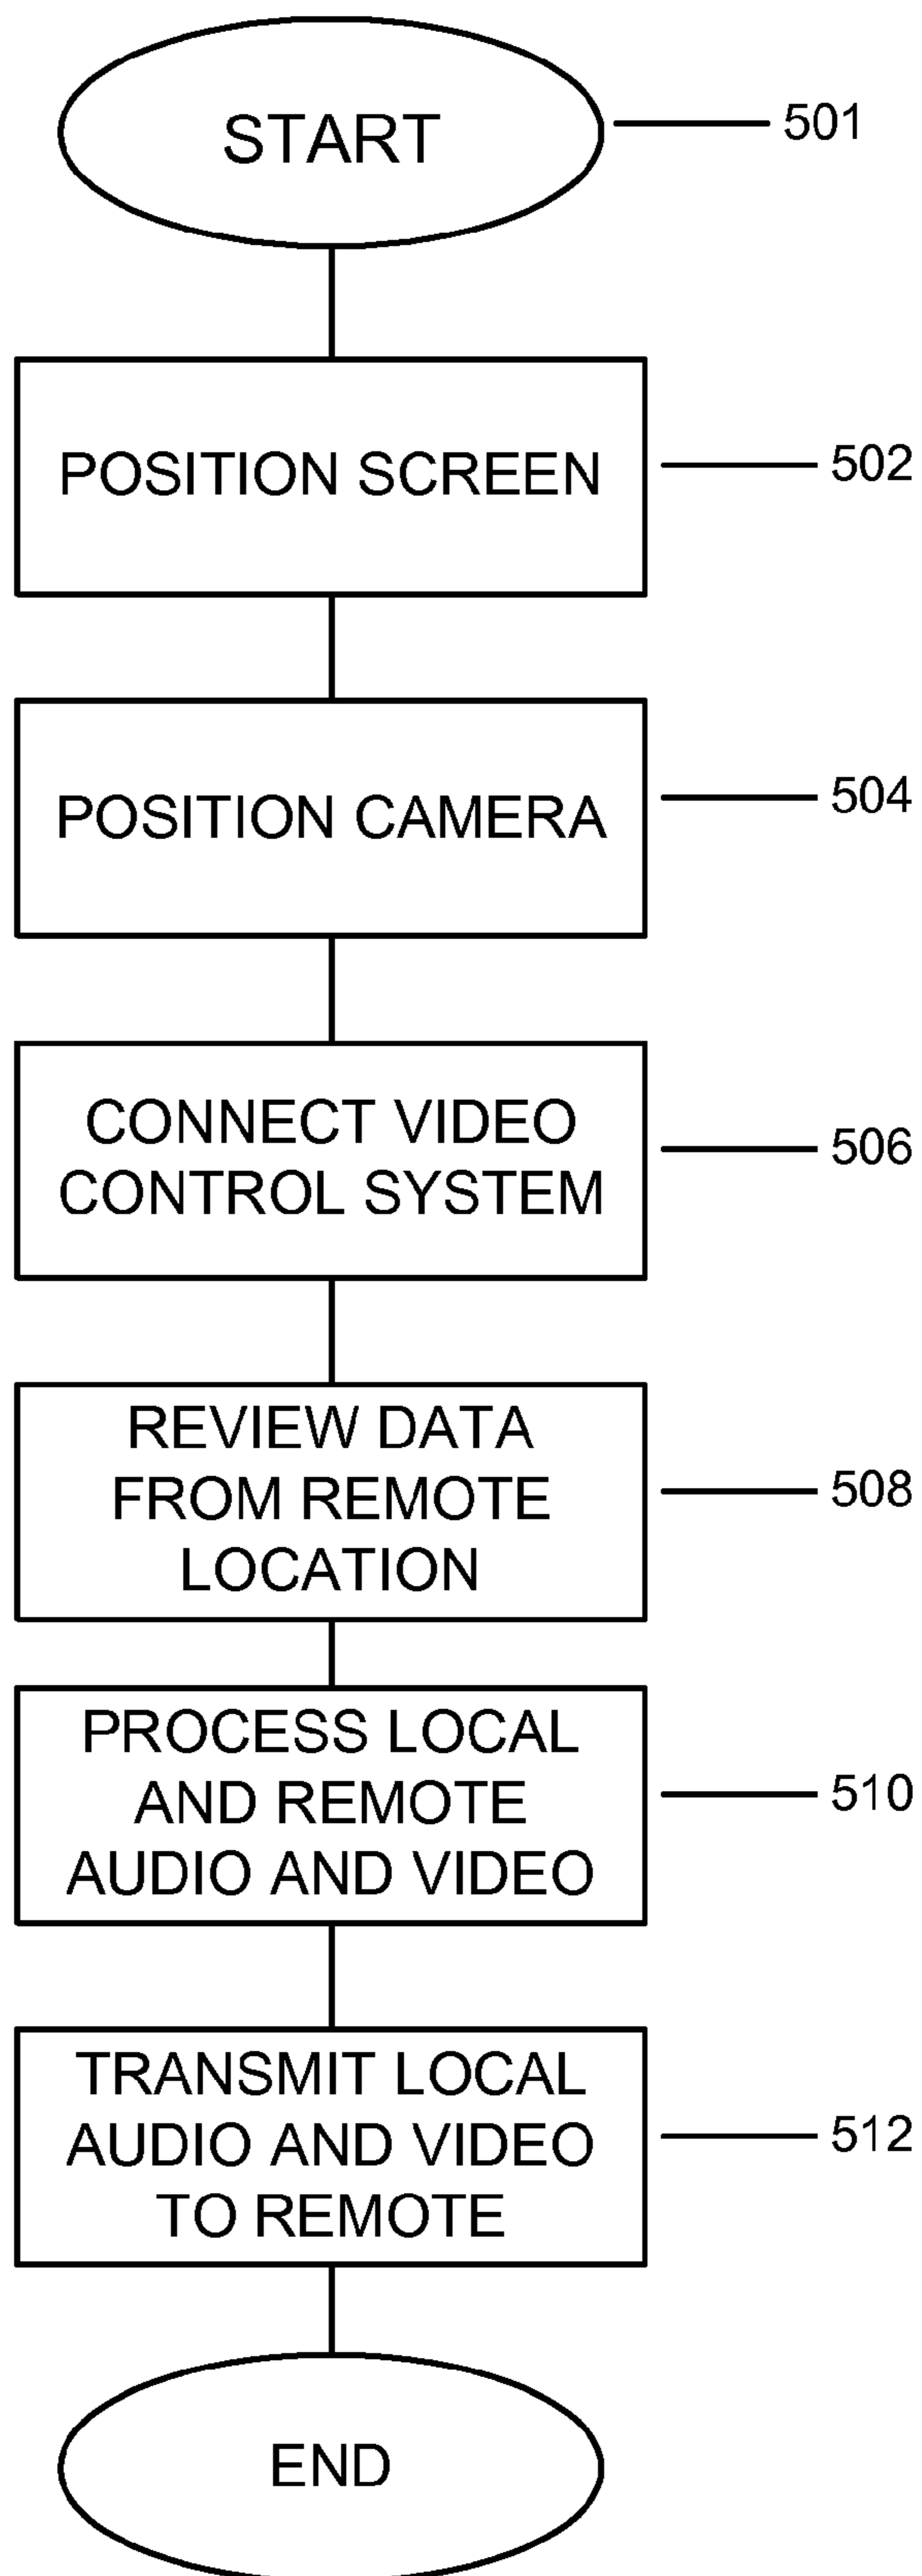 START
501
POSITION SCREEN
502
POSITION CAMERA
504
CONNECT VIDEO
CONTROL SYSTEM
506
REVIEW DATA
FROM REMOTE
LOCATION
508
PROCESS LOCAL
AND REMOTE
AUDIO AND VIDEO
510
TRANSMIT LOCAL
AUDIO AND VIDEO
TO REMOTE
512
END